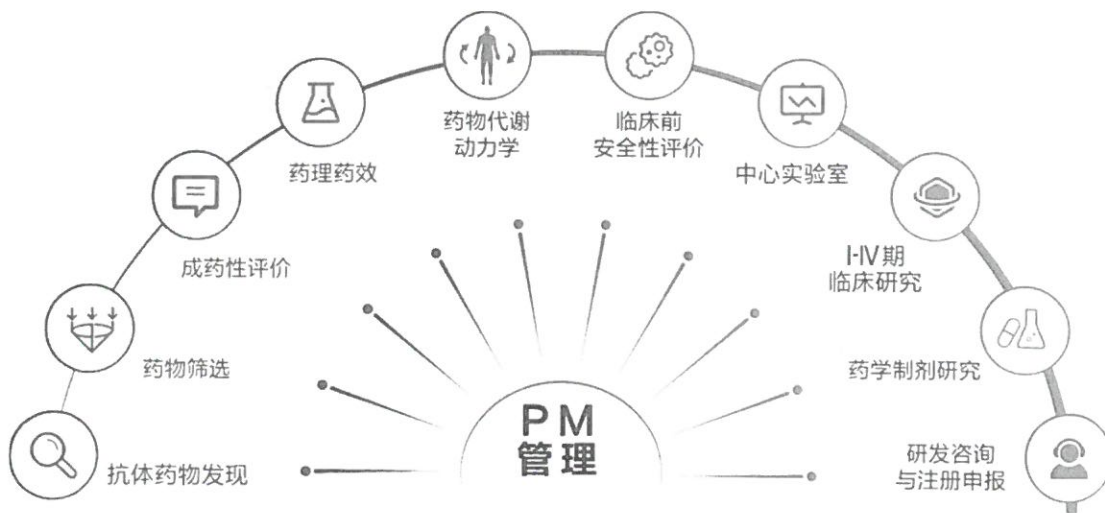 药物代谢
动力学
临床前
安全性评价
药理药效
中心实验室
成药性评价
I-IV期
临床研究
药物筛选
药学制剂研究
PM
管理
抗体药物发现
研发咨询
与注册申报